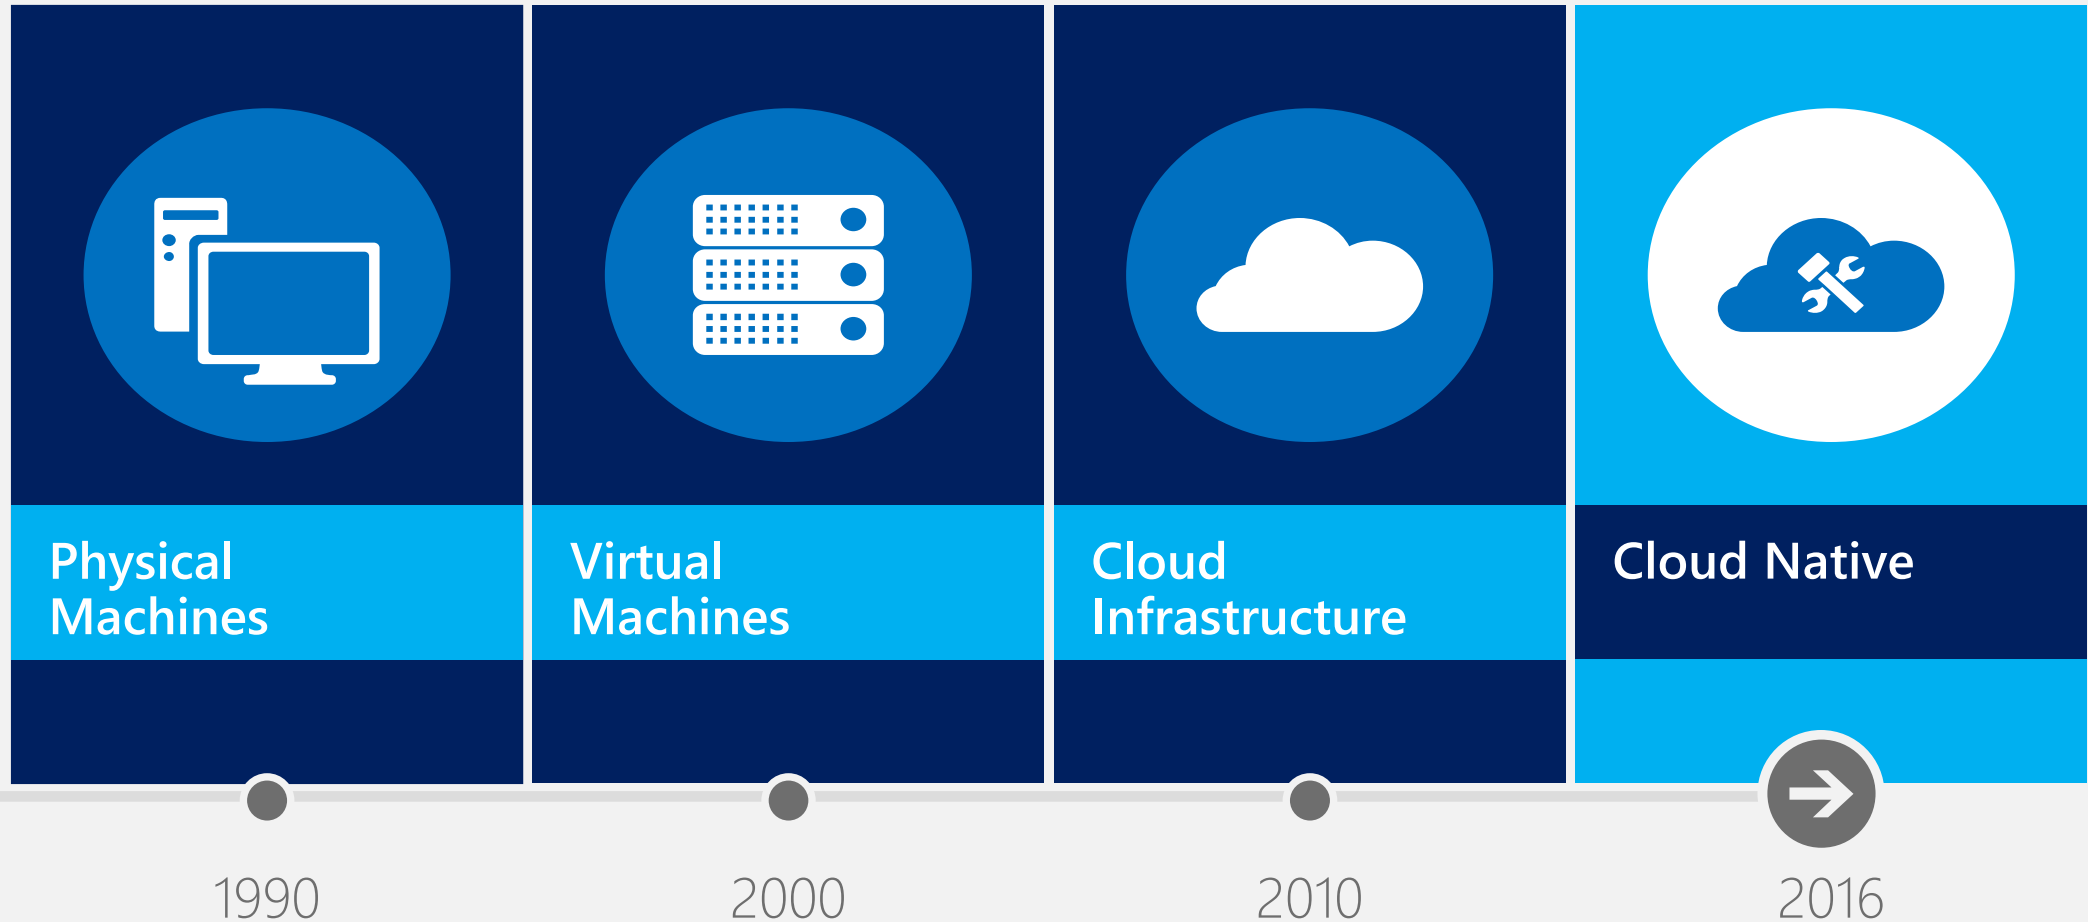 Physical
Machines
Virtual
Machines
Cloud
Infrastructure
Cloud Native
1990
2000
2010
2016